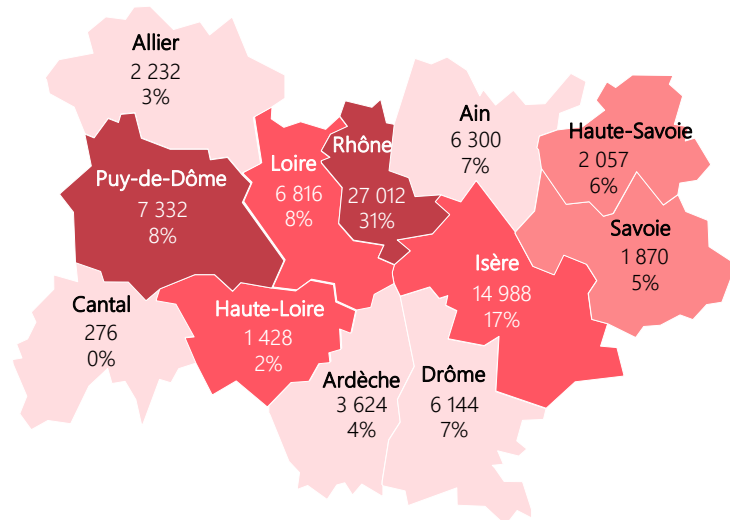 Allier
2 232
3%
Ain
6 300
7%
Haute-Savoie
2 057
6%
Rhône
27 012
31%
Loire
6 816
8%
Puy-de-Dôme
7 332
8%
Savoie
1 870
5%
Isère
14 988
17%
Cantal
276
0%
Haute-Loire
1 428
2%
Ardèche
3 624
4%
Drôme
6 144
7%